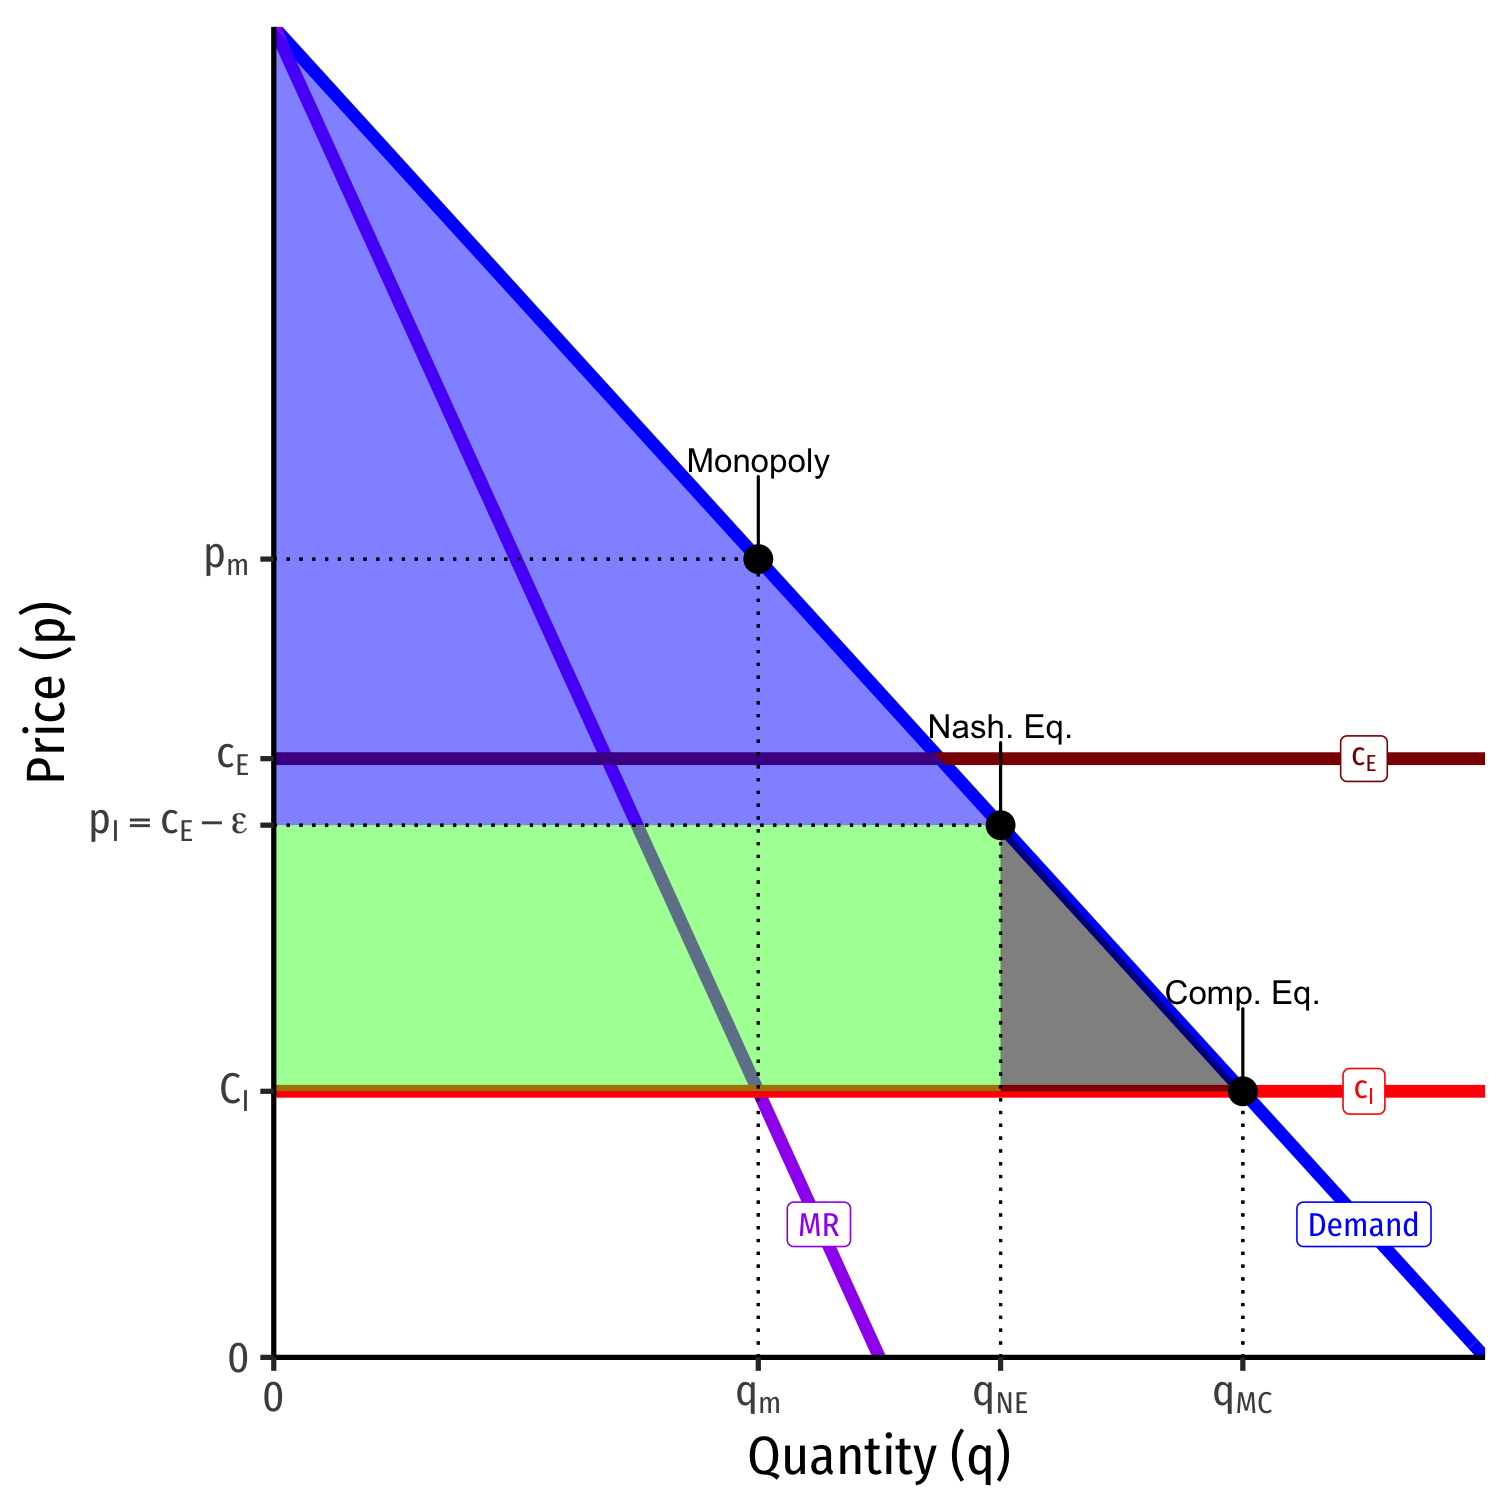 Monopoly
pm
Price (p)
Nash. Eq.
cE
cE
pI = cE − ε
Comp. Eq.
CI
cI
MR
Demand
0
0
qm
qNE
qMC
Quantity (q)